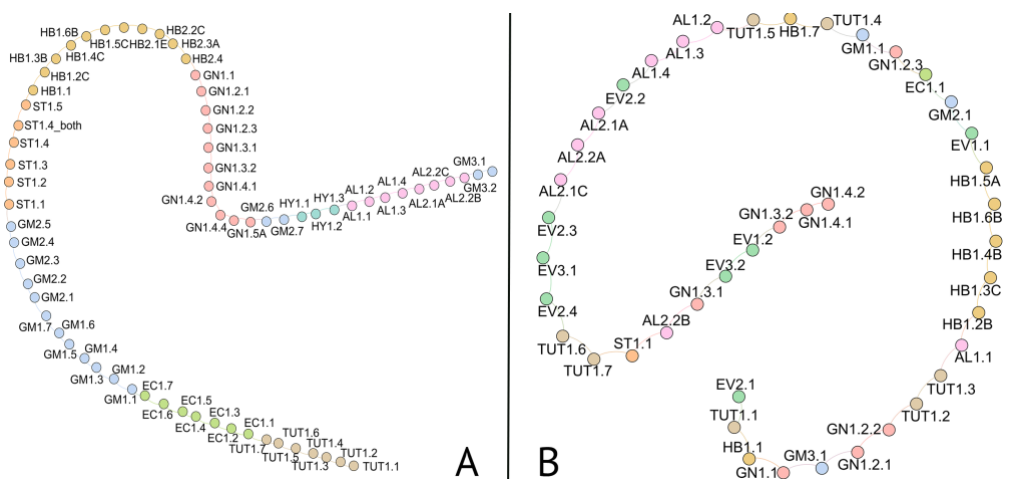 HB1.6B
HB2.2C
HB1.5C
HB2.1E
HB2.3A
HB1.3B
HB1.4C
HB2.4
HB1.2C
HB1.1
GN1.1
ST1.5
GN1.2.1
ST1.4_both
GN1.2.2
ST1.4
GN1.2.3
ST1.3
GN1.3.1
ST1.2
GN1.3.2
ST1.1
GN1.4.1
GN1.4.2
GM2.5
GN1.4.4
GN1.5A
GM2.6
GM2.7
HY1.1
HY1.2
HY1.3
AL1.1
AL1.2
AL1.3
AL1.4
AL2.1A
AL2.2C
AL2.2B
GM3.1
GM3.2
GM2.4
GM2.3
GM2.2
GM2.1
GM1.7
GM1.6
GM1.5
GM1.4
GM1.3
GM1.2
GM1.1
EC1.7
EC1.6
EC1.5
EC1.4
EC1.3
EC1.2
EC1.1
TUT1.7
TUT1.6
TUT1.5
TUT1.4
TUT1.3
TUT1.2
TUT1.1
A
AL1.2
TUT1.5
HB1.7
TUT1.4
AL1.3
GM1.1
AL1.4
GN1.2.3
EV2.2
EC1.1
AL2.1A
GM2.1
AL2.2A
EV1.1
AL2.1C
HB1.5A
EV2.3
HB1.6B
EV3.1
HB1.4B
EV2.4
HB1.3C
TUT1.6
HB1.2B
TUT1.7
AL1.1
ST1.1
TUT1.3
AL2.2B
TUT1.2
GN1.3.1
EV3.2
EV1.2
GN1.3.2
GN1.4.1
GN1.4.2
EV2.1
TUT1.1
HB1.1
GN1.1
GM3.1
GN1.2.1
GN1.2.2
B